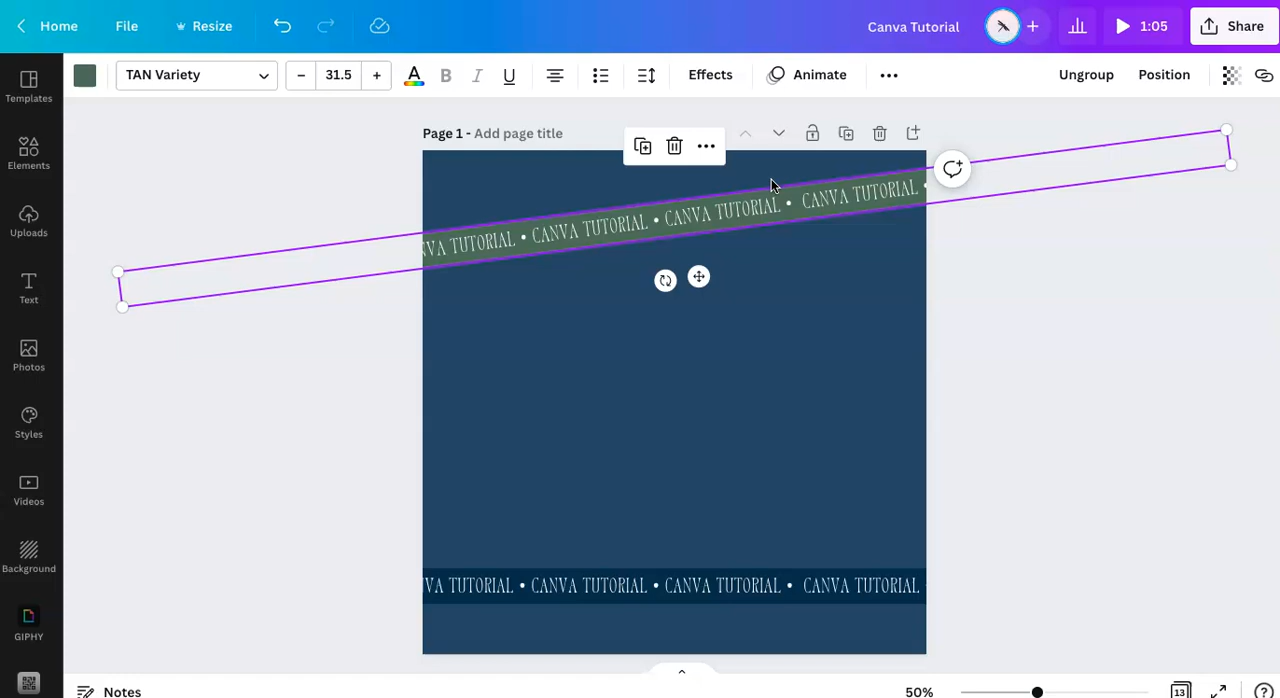 Home File Resize Canva Tutorial + 1:05 Share
TAN Variety – 31.5 + A B I U Effects Animate Ungroup Position
Templates
Elements
Uploads
Text
Photos
Styles
Videos
Background
GIPHY
Page 1 - Add page title
VA TUTORIAL • CANVA TUTORIAL • CANVA TUTORIAL • CANVA TUTORIAL •
VA TUTORIAL • CANVA TUTORIAL • CANVA TUTORIAL • CANVA TUTORIAL
Notes 50% 13 ?